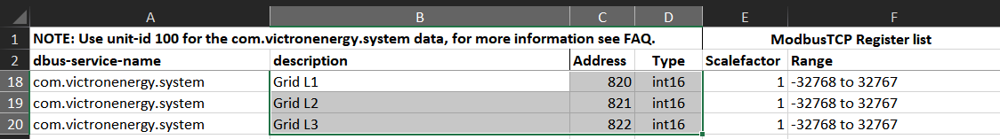 A B C D E F
1 NOTE: Use unit-id 100 for the com.victronenergy.system data, for more information see FAQ. ModbusTCP Register list
2 dbus-service-name description Address Type Scalefactor Range
18 com.victronenergy.system Grid L1 820 int16 1 -32768 to 32767
19 com.victronenergy.system Grid L2 821 int16 1 -32768 to 32767
20 com.victronenergy.system Grid L3 822 int16 1 -32768 to 32767